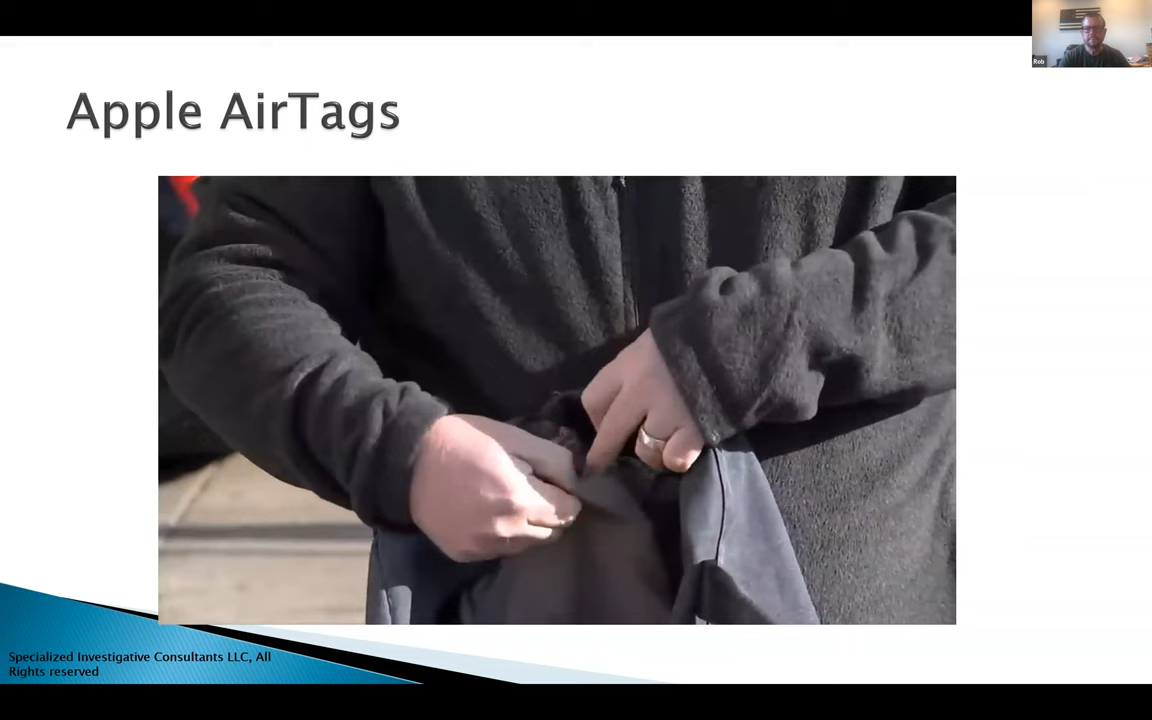 Rob
Apple AirTags
Specialized Investigative Consultants LLC, All
Rights reserved